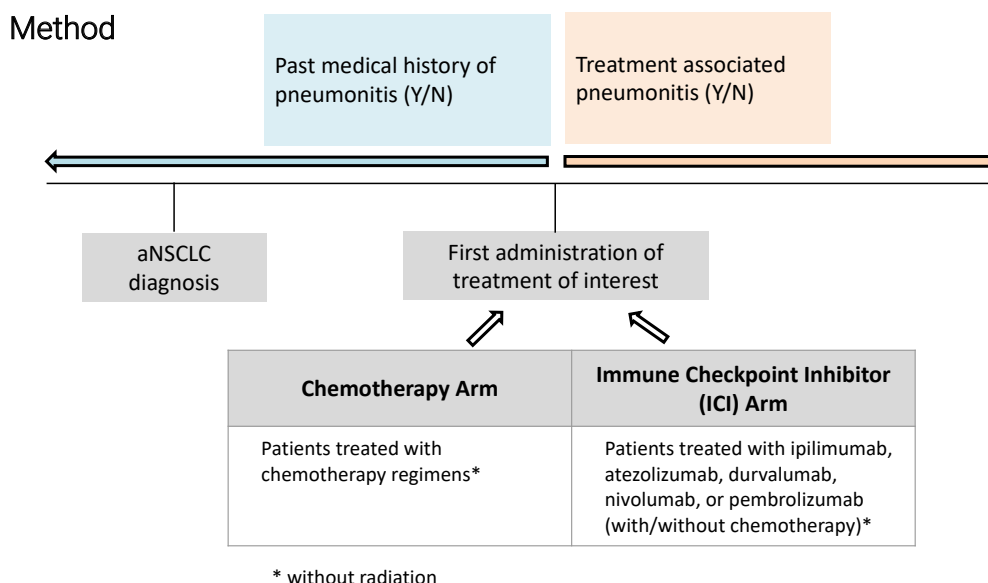 Method
Past medical history of
pneumonitis (Y/N)
Treatment associated
pneumonitis (Y/N)
aNSCLC
diagnosis
First administration of
treatment of interest
Chemotherapy Arm
Immune Checkpoint Inhibitor
(ICI) Arm
Patients treated with
chemotherapy regimens*
Patients treated with ipilimumab,
atezolizumab, durvalumab,
nivolumab, or pembrolizumab
(with/without chemotherapy)*
* without radiation